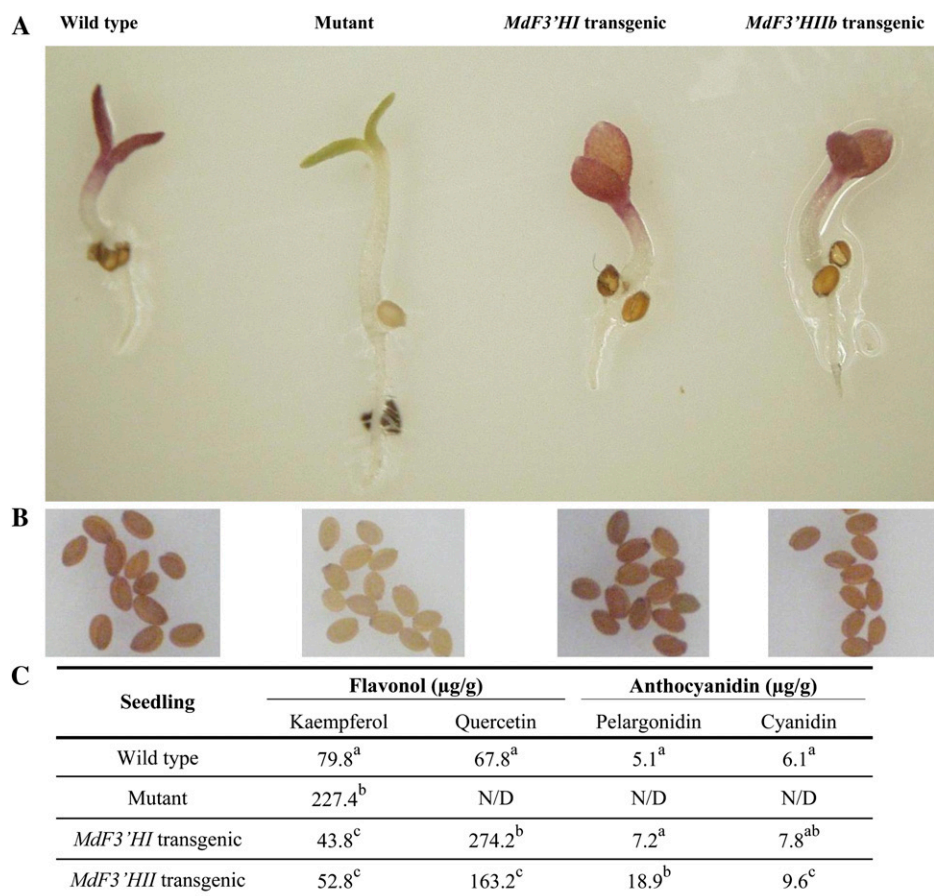 A Wild type Mutant MdF3’HI transgenic MdF3’HIIb transgenic
B
C
Seedling Flavonol (µg/g) Anthocyanidin (µg/g)
Kaempferol Quercetin Pelargonidin Cyanidin
Wild type 79.8a 67.8a 5.1a 6.1a
Mutant 227.4b N/D N/D N/D
MdF3’HI transgenic 43.8c 274.2b 7.2a 7.8ab
MdF3’HII transgenic 52.8c 163.2c 18.9b 9.6c